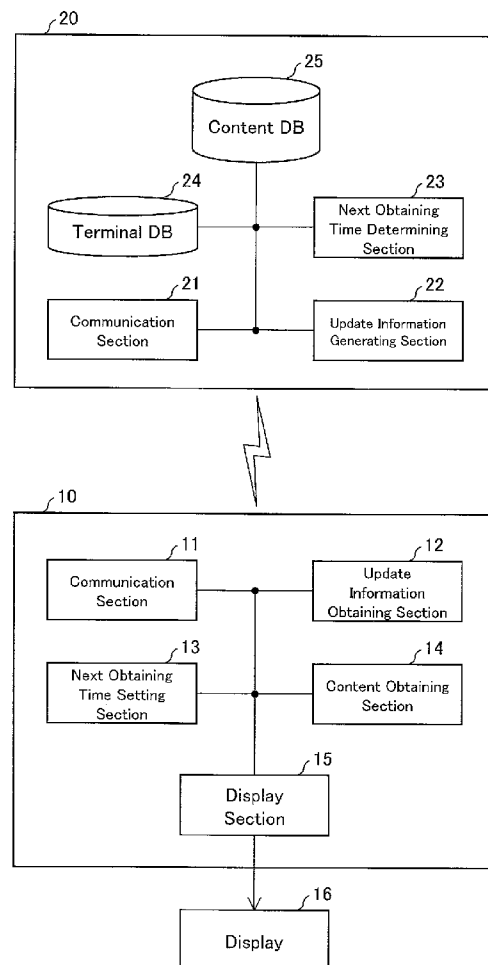 20
25
Content DB
24
Terminal DB
23
Next Obtaining
Time Determining
Section
21
Communication
Section
22
Update Information
Generating Section
10
11
Communication
Section
12
Update
Information
Obtaining Section
13
Next Obtaining
Time Setting
Section
14
Content Obtaining
Section
15
Display
Section
16
Display